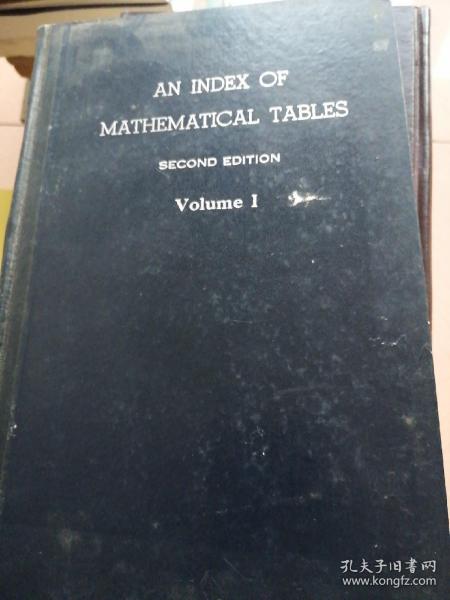 AN INDEX OF
MATHEMATICAL TABLES
SECOND EDITION
Volume I
孔夫子旧书网
www.kongfz.com